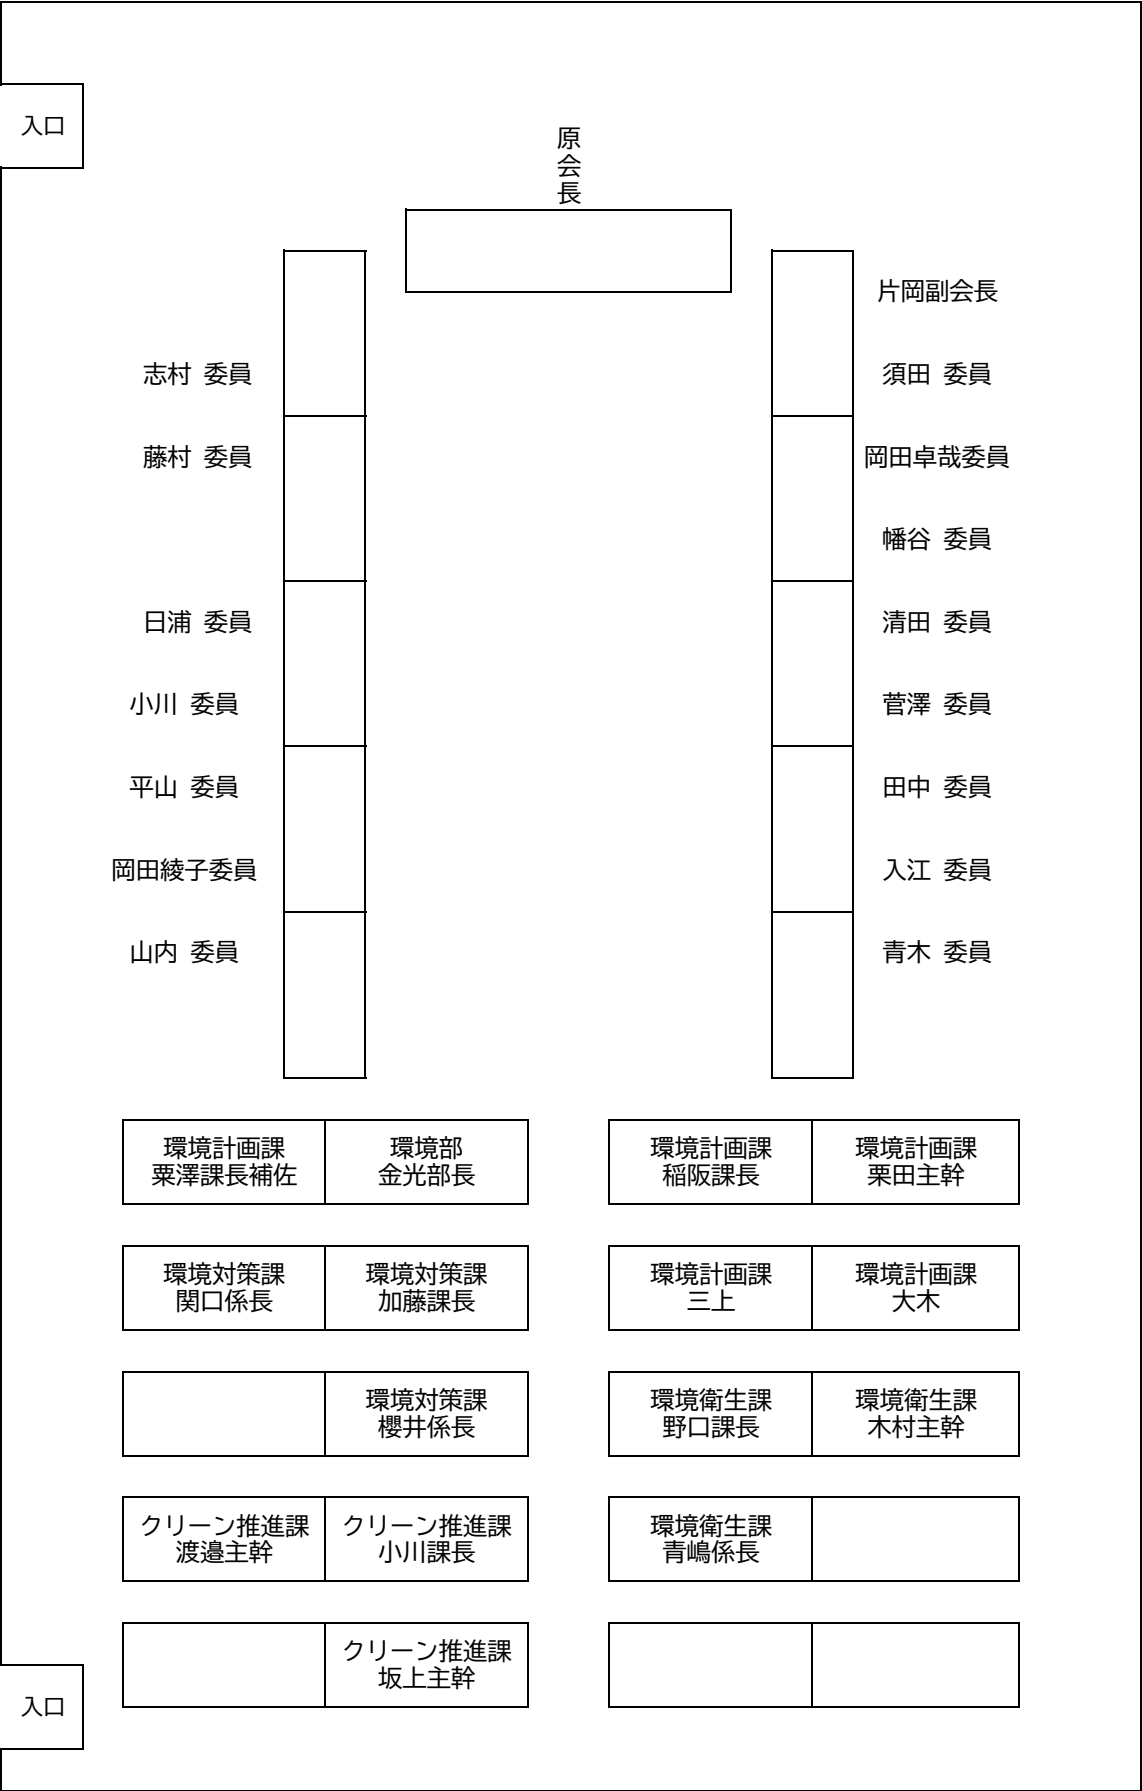 入口
原会長
片岡副会長
志村 委員
須田 委員
藤村 委員
岡田卓哉委員
幡谷 委員
日浦 委員
清田 委員
小川 委員
菅澤 委員
平山 委員
田中 委員
岡田綾子委員
入江 委員
山内 委員
青木 委員
環境計画課
粟澤課長補佐
環境部
金光部長
環境計画課
稲阪課長
環境計画課
栗田主幹
環境対策課
関口係長
環境対策課
加藤課長
環境計画課
三上
環境計画課
大木
環境対策課
櫻井係長
環境衛生課
野口課長
環境衛生課
木村主幹
クリーン推進課
渡邉主幹
クリーン推進課
小川課長
環境衛生課
青嶋係長
クリーン推進課
坂上主幹
入口